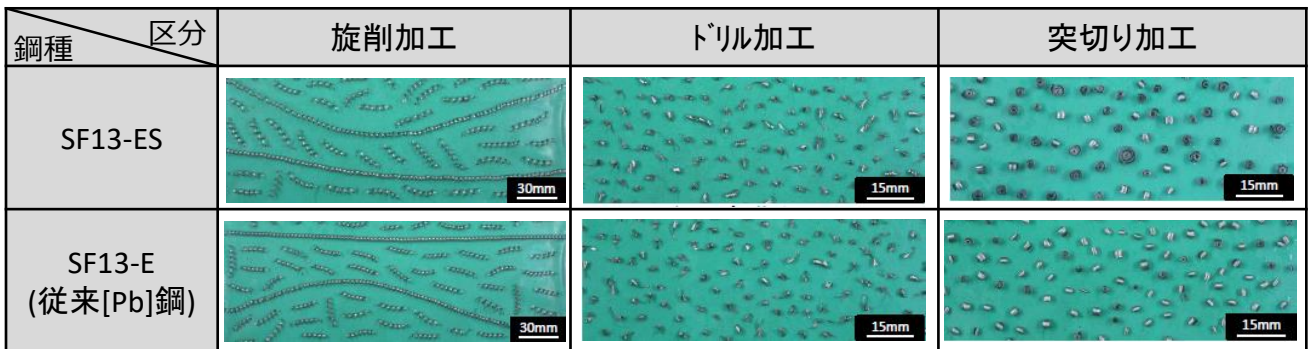 区分
鋼種
旋削加工
ﾄﾞﾘﾙ加工
突切り加工
SF13-ES
30mm
15mm
15mm
SF13-E
(従来[Pb]鋼)
30mm
15mm
15mm